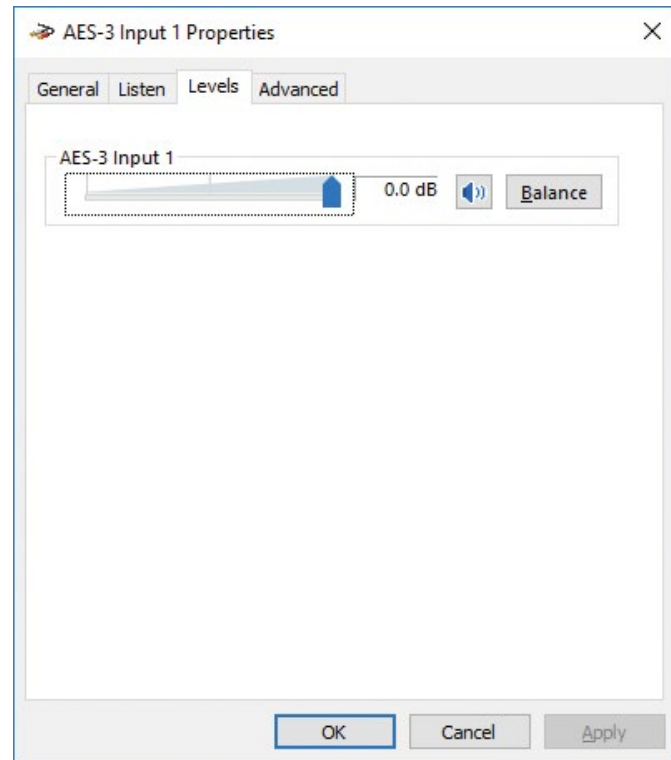 AES-3 Input 1 Properties
General Listen Levels Advanced
AES-3 Input 1
0.0 dB Balance
OK Cancel Apply